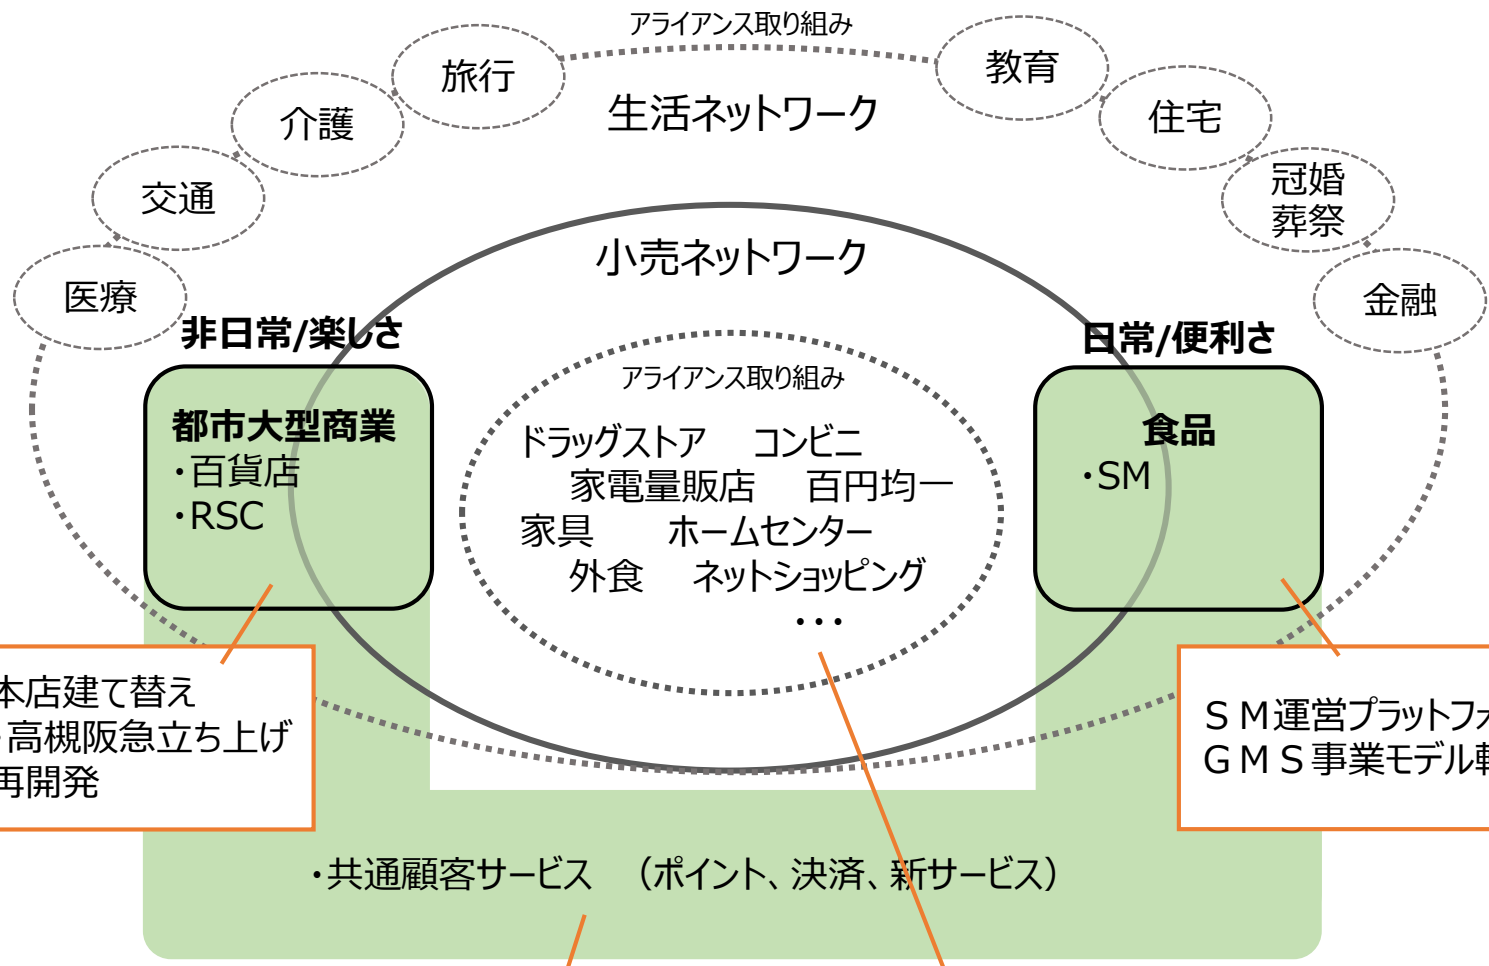 アライアンス取り組み
旅行
教育
生活ネットワーク
介護
住宅
交通
冠婚
葬祭
小売ネットワーク
医療
金融
非日常/楽しさ
日常/便利さ
アライアンス取り組み
都市大型商業
・百貨店
・RSC
ドラッグストア コンビニ
家電量販店 百円均一
家具 ホームセンター
外食 ネットショッピング
・・・
食品
・SM
本店建て替え
・高槻阪急立ち上げ
再開発
ＳＭ運営プラットフォ
ＧＭＳ事業モデル転
・共通顧客サービス （ポイント、決済、新サービス）